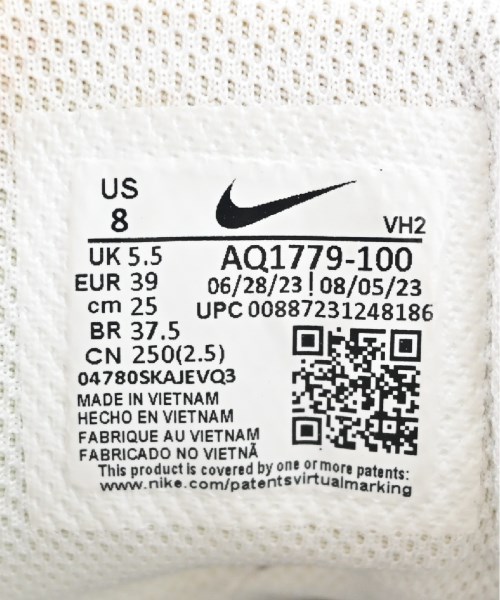 US
8
VH2
UK 5.5
EUR 39
cm 25
BR 37.5
CN 250(2.5)
AQ1779-100
06/28/23 | 08/05/23
UPC 00887231248186
04780SKAJEVQ3
MADE IN VIETNAM
HECHO EN VIETNAM
FABRIQUE AU VIETNAM
FABRICADO NO VIETNÃ
This product is covered by one or more patents:
www.nike.com/patentsvirtualmarking